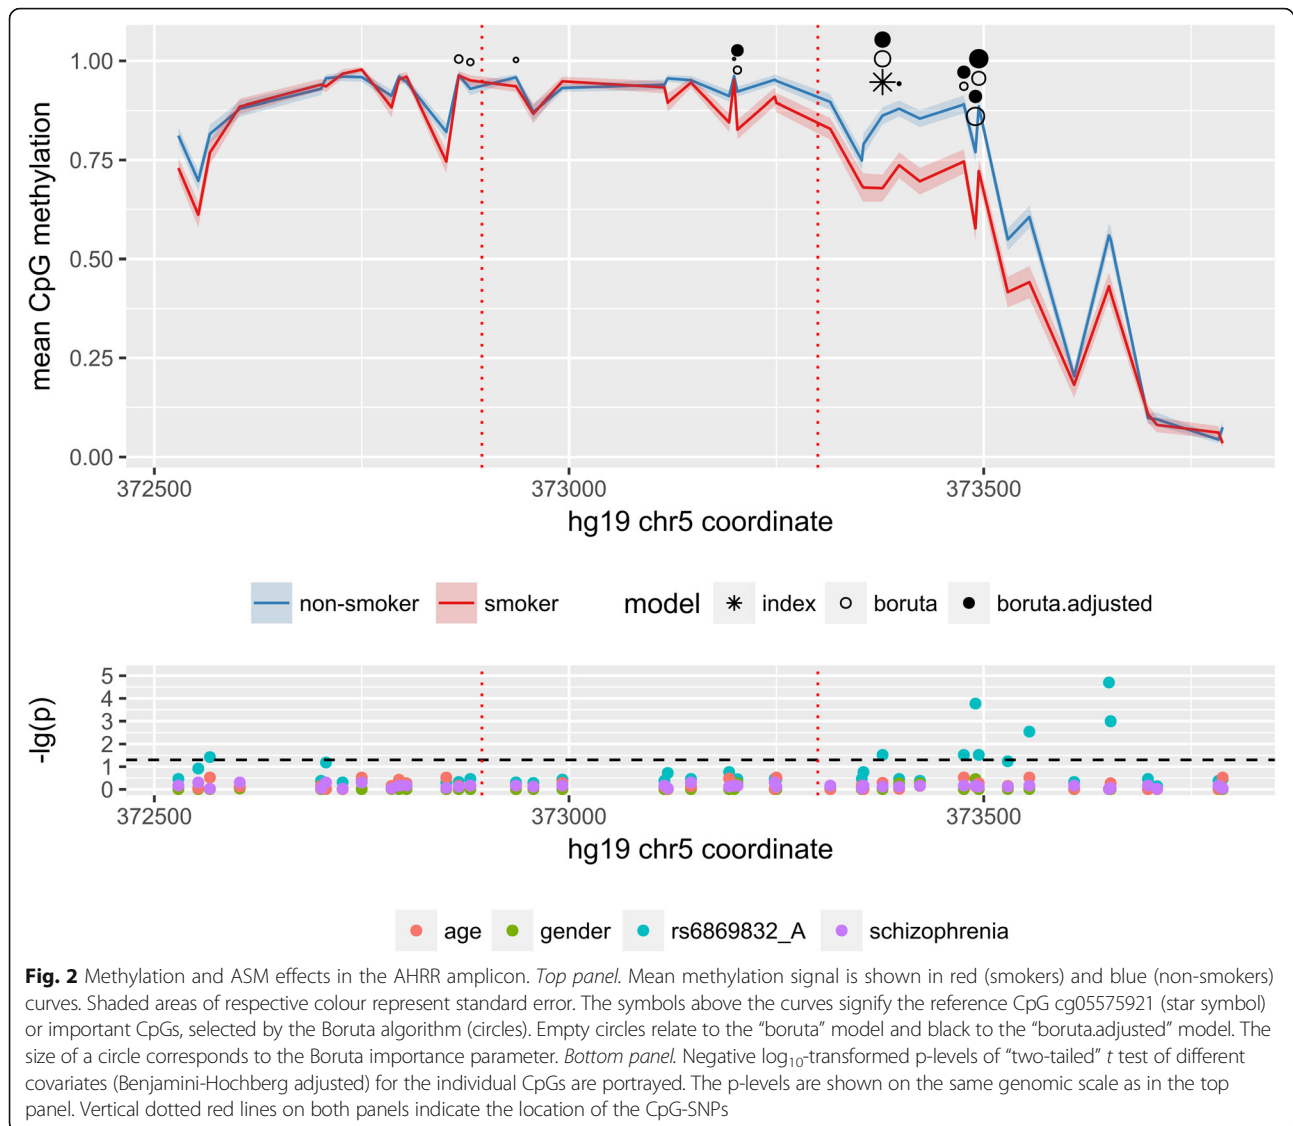 1.00
0.75
0.50
0.25
0.00
mean CpG methylation
372500 373000 373500
hg19 chr5 coordinate
non-smoker smoker model index boruta boruta.adjusted
5
4
3
2
1
0
-lg(p)
372500 373000 373500
hg19 chr5 coordinate
age gender rs6869832_A schizophrenia
Fig. 2 Methylation and ASM effects in the AHRR amplicon. Top panel. Mean methylation signal is shown in red (smokers) and blue (non-smokers)
curves. Shaded areas of respective colour represent standard error. The symbols above the curves signify the reference CpG cg05575921 (star symbol)
or important CpGs, selected by the Boruta algorithm (circles). Empty circles relate to the “boruta” model and black to the “boruta.adjusted” model. The
size of a circle corresponds to the Boruta importance parameter. Bottom panel. Negative log10-transformed p-levels of “two-tailed” t test of different
covariates (Benjamini-Hochberg adjusted) for the individual CpGs are portrayed. The p-levels are shown on the same genomic scale as in the top
panel. Vertical dotted red lines on both panels indicate the location of the CpG-SNPs